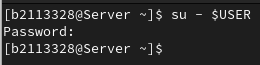 [b2113328@Server ~]$ su - $USER
Password:
[b2113328@Server ~]$